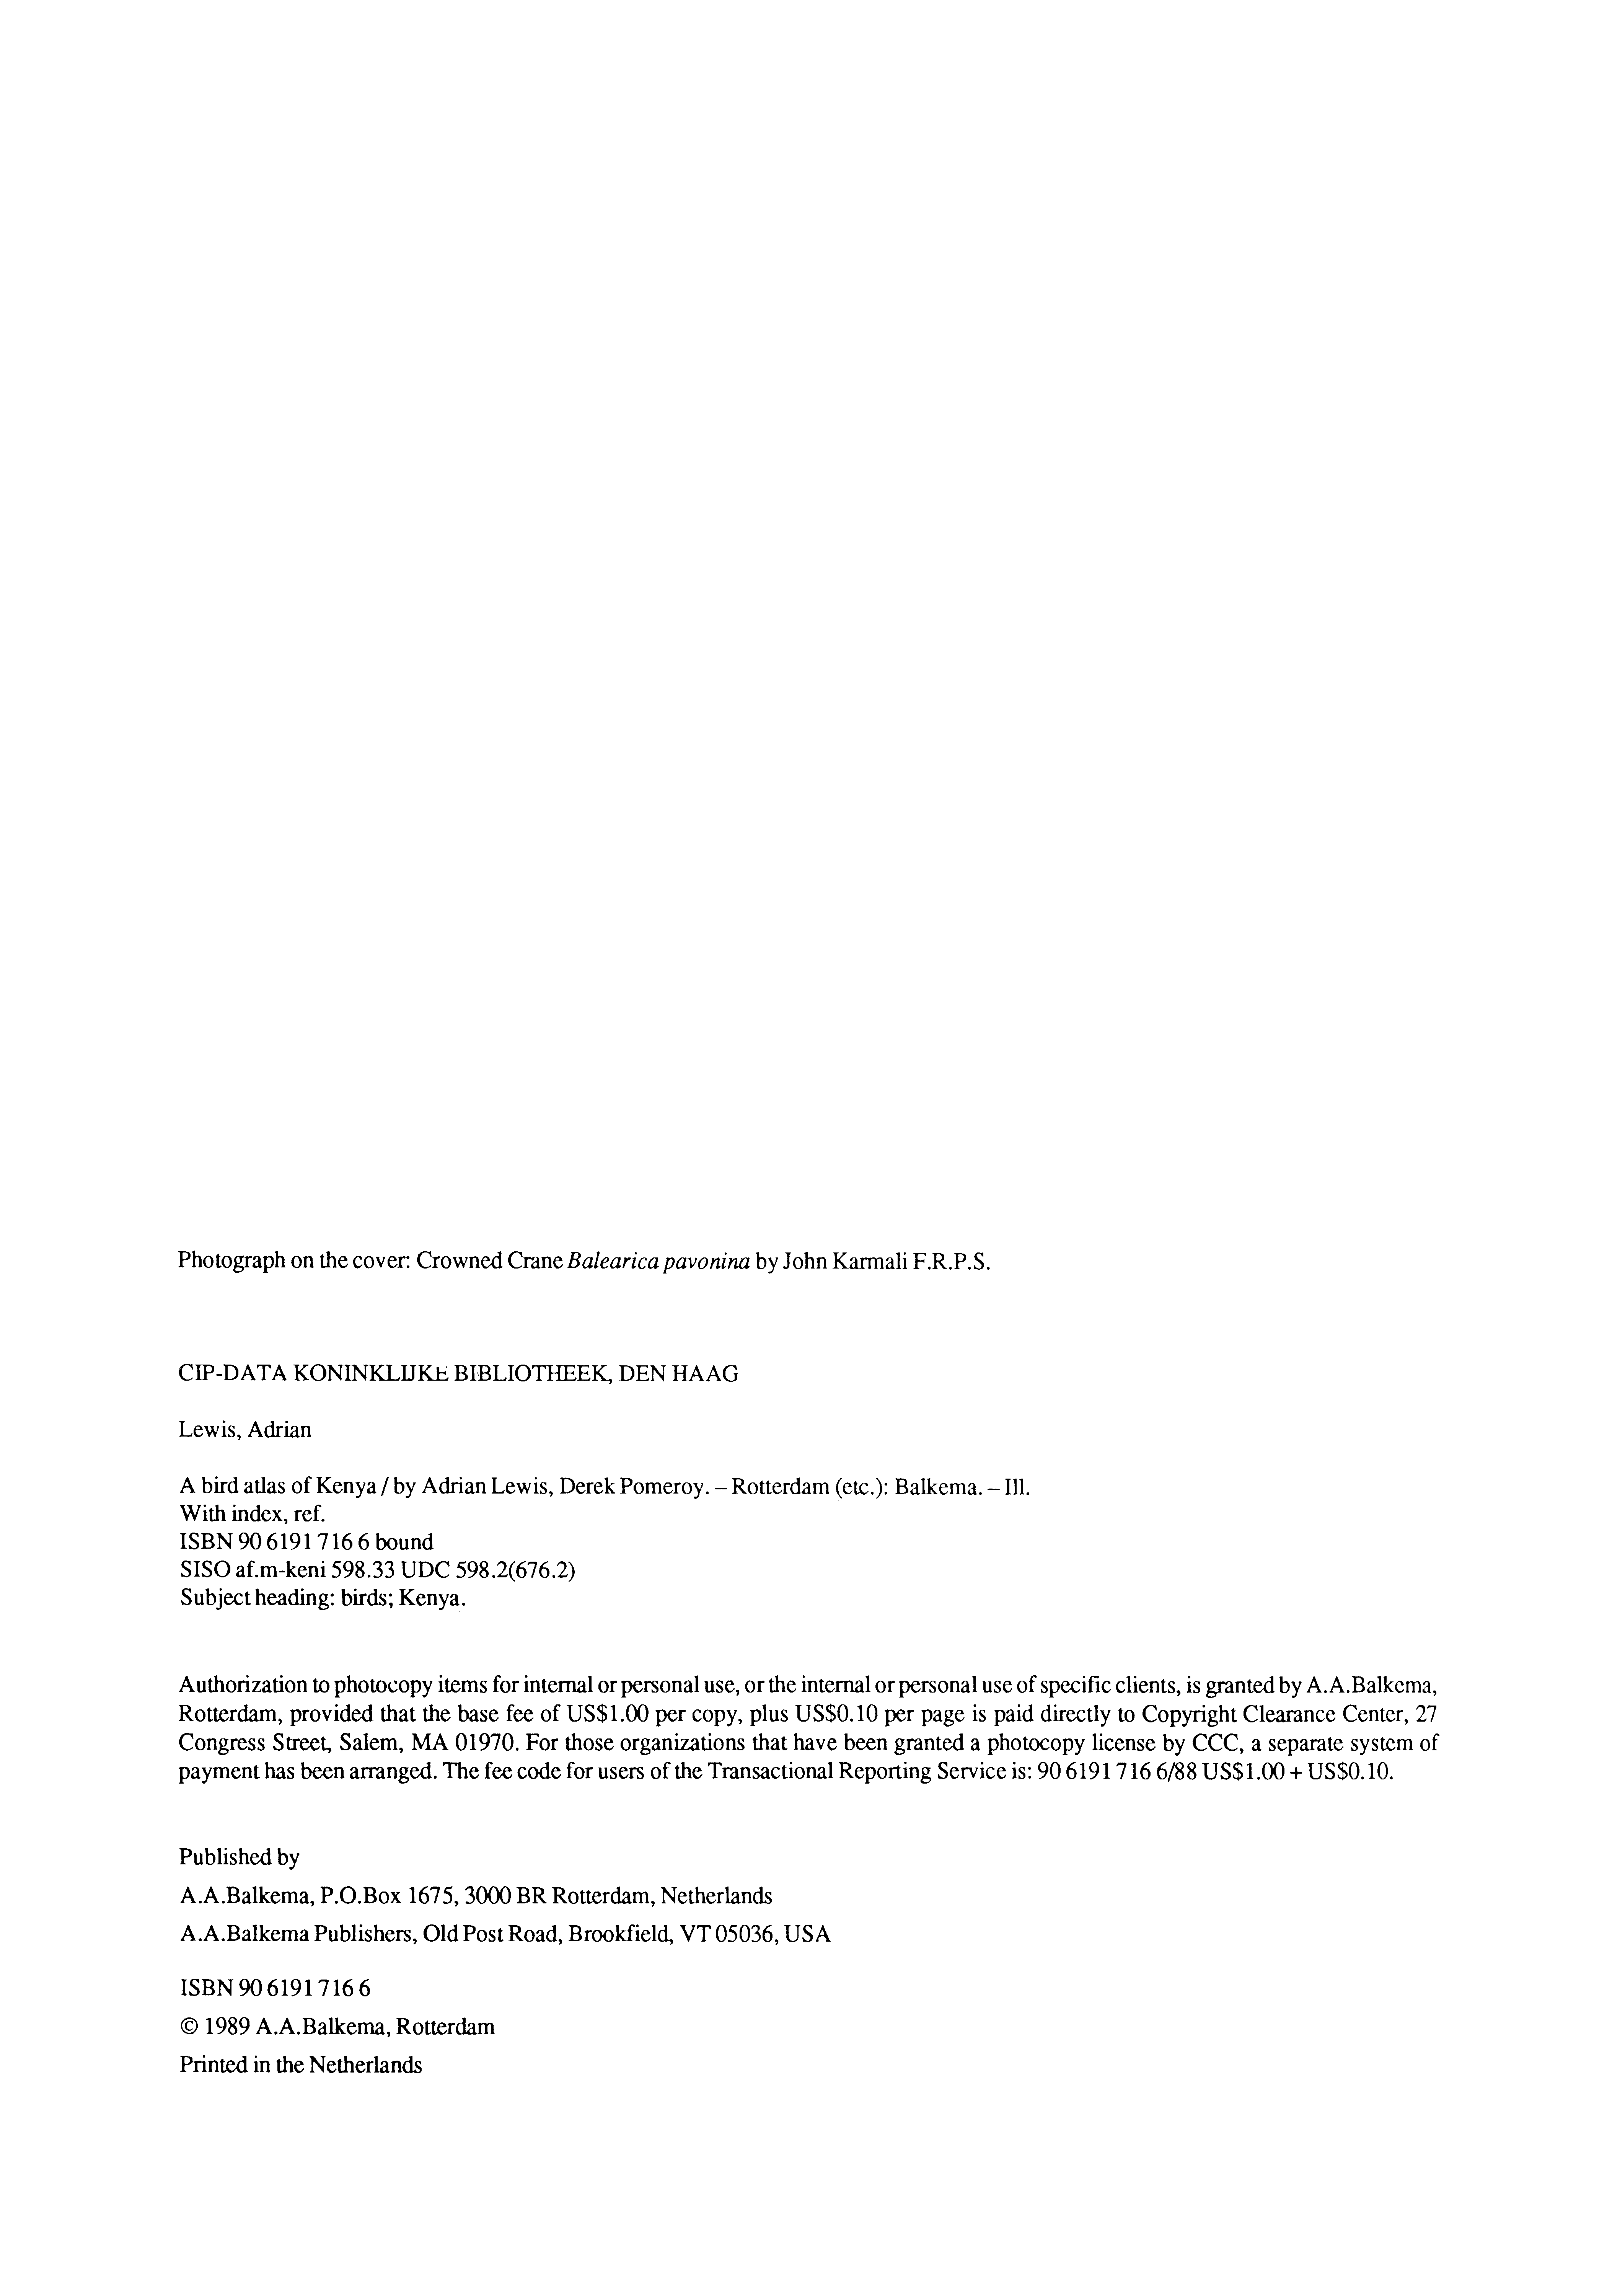 Photograph on the cover: Crowned Crane Balearica pavonina by John Karmali F.R.P.S.
CIP-DATA KONINKLIJKE BIBLIOTHEEK, DEN HAAG
Lewis, Adrian
A bird atlas of Kenya / by Adrian Lewis, Derek Pomeroy. – Rotterdam (etc.): Balkema. – Ill.
With index, ref.
ISBN 90 6191 716 6 bound
SISO af.m-keni 598.33 UDC 598.2(676.2)
Subject heading: birds; Kenya.
Authorization to photocopy items for internal or personal use, or the internal or personal use of specific clients, is granted by A.A.Balkema,
Rotterdam, provided that the base fee of US$1.00 per copy, plus US$0.10 per page is paid directly to Copyright Clearance Center, 27
Congress Street, Salem, MA 01970. For those organizations that have been granted a photocopy license by CCC, a separate system of
payment has been arranged. The fee code for users of the Transactional Reporting Service is: 90 6191 716 6/88 US$1.00 + US$0.10.
Published by
A.A.Balkema, P.O.Box 1675, 3000 BR Rotterdam, Netherlands
A.A.Balkema Publishers, Old Post Road, Brookfield, VT 05036, USA
ISBN 90 6191 716 6
© 1989 A.A.Balkema, Rotterdam
Printed in the Netherlands